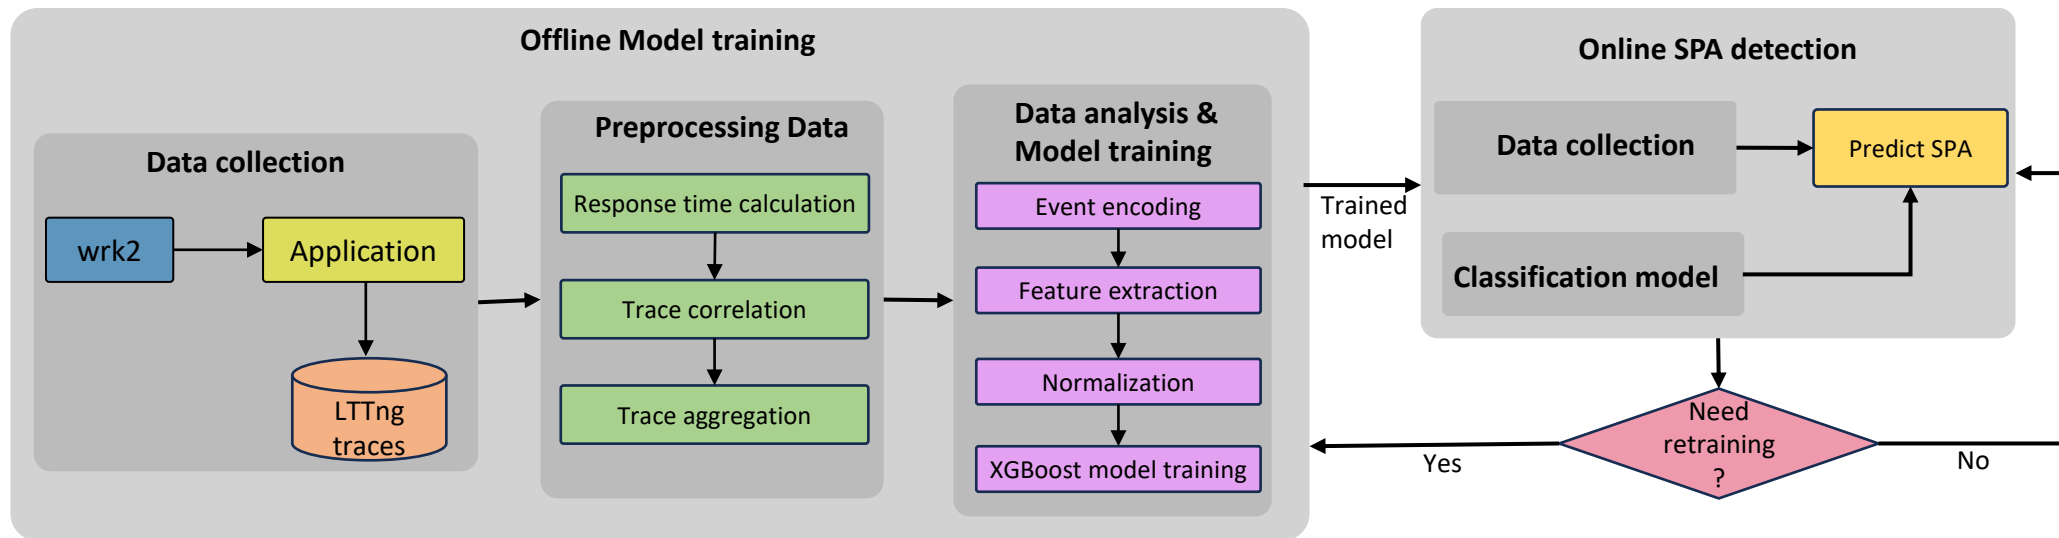 Offline Model training
Data collection
wrk2
Application
LTTng
traces
Preprocessing Data
Response time calculation
Trace correlation
Trace aggregation
Data analysis &
Model training
Event encoding
Feature extraction
Normalization
XGBoost model training
Trained
model
Online SPA detection
Data collection
Predict SPA
Classification model
Need
retraining
?
Yes
No